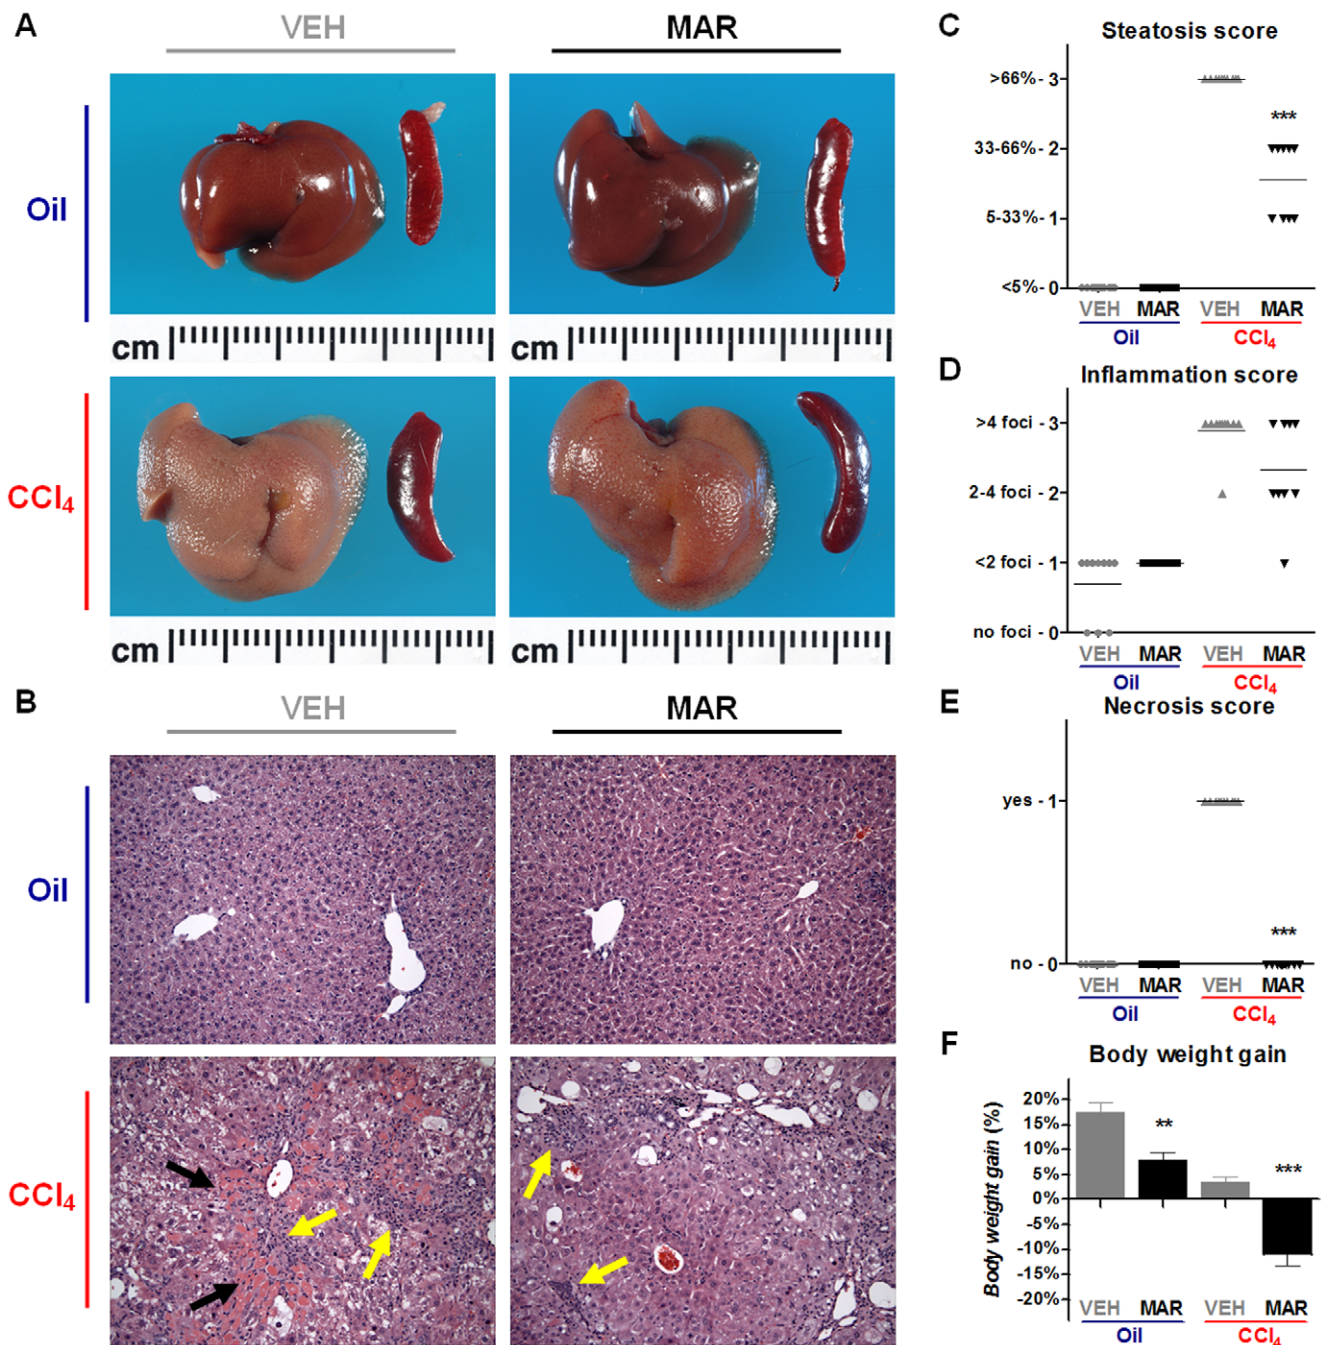 A
VEH
MAR
Oil
cm
cm
CCl4
cm
cm
B
VEH
MAR
Oil
CCl4
C
Steatosis score
>66% - 3
***
33-66% - 2
5-33% - 1
<5% - 0
VEH MAR VEH MAR
Oil CCl4
D
Inflammation score
>4 foci - 3
2-4 foci - 2
<2 foci - 1
no foci - 0
VEH MAR VEH MAR
Oil CCl4
E
Necrosis score
yes - 1
***
no - 0
VEH MAR VEH MAR
Oil CCl4
F
Body weight gain
Body weight gain (%)
20%
15%
**
10%
***
5%
0%
-5%
-10%
-15%
-20%
VEH MAR VEH MAR
Oil CCl4